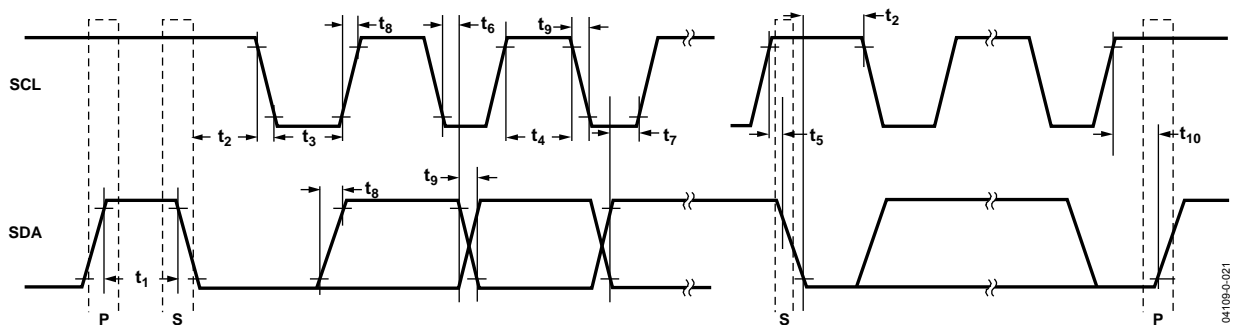 t8 t6 t9 t2
SCL
t2 t3 t4 t7 t5 t10
t9 t8
SDA
t1
P S S P
04109-0-021